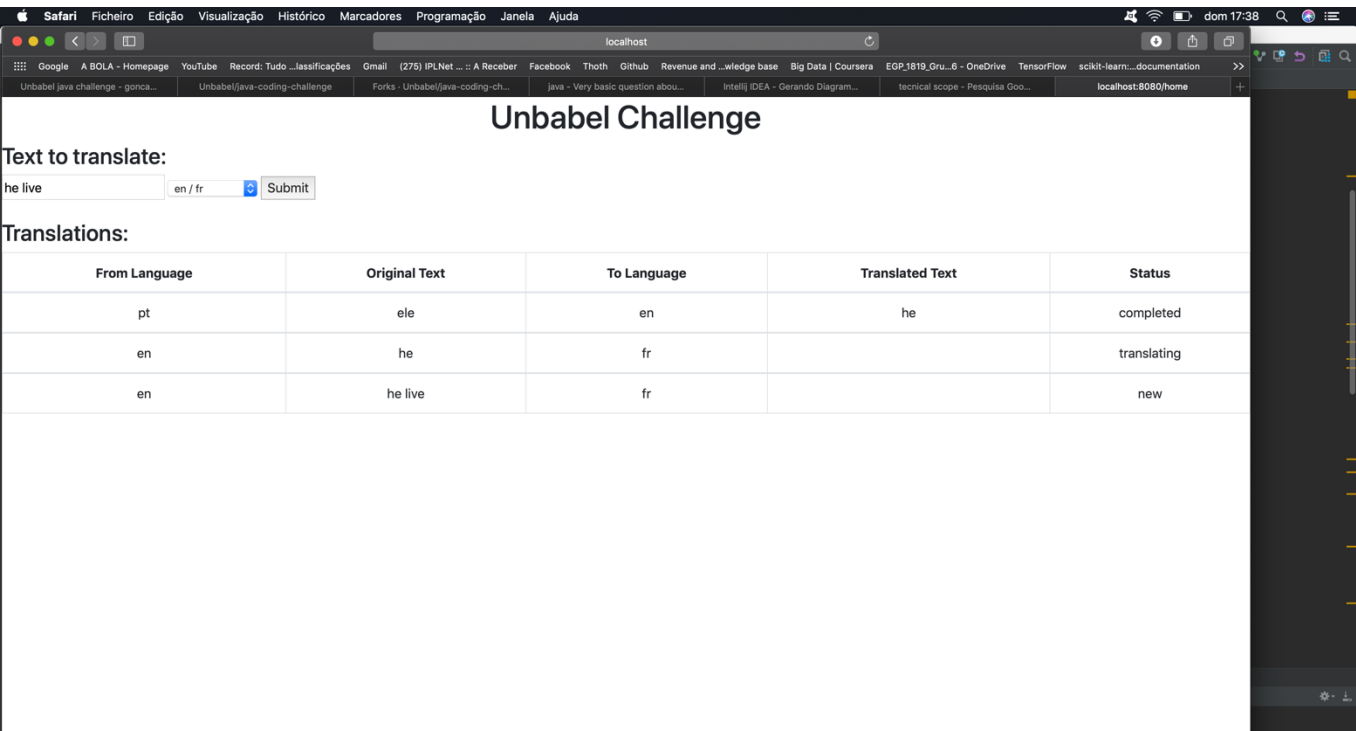 Safari Ficheiro Edição Visualização Histórico Marcadores Programação Janela Ajuda dom 17:38
localhost
Google A BOLA - Homepage YouTube Record: Tudo ...lassificações Gmail (275) IPLNet ... :: A Receber Facebook Thoth Github Revenue and ...wledge base Big Data | Coursera EGP_1819_Gru...6 - OneDrive TensorFlow scikit-learn:...documentation >>
Unbabel java challenge - gonca... Unbabel/java-coding-challenge Forks · Unbabel/java-coding-ch... java - Very basic question abou... Intellij IDEA - Gerando Diagram... tecnical scope - Pesquisa Goo... localhost:8080/home +
Unbabel Challenge
Text to translate:
he live en / fr Submit
Translations:
From Language Original Text To Language Translated Text Status
pt ele en he completed
en he fr translating
en he live fr new